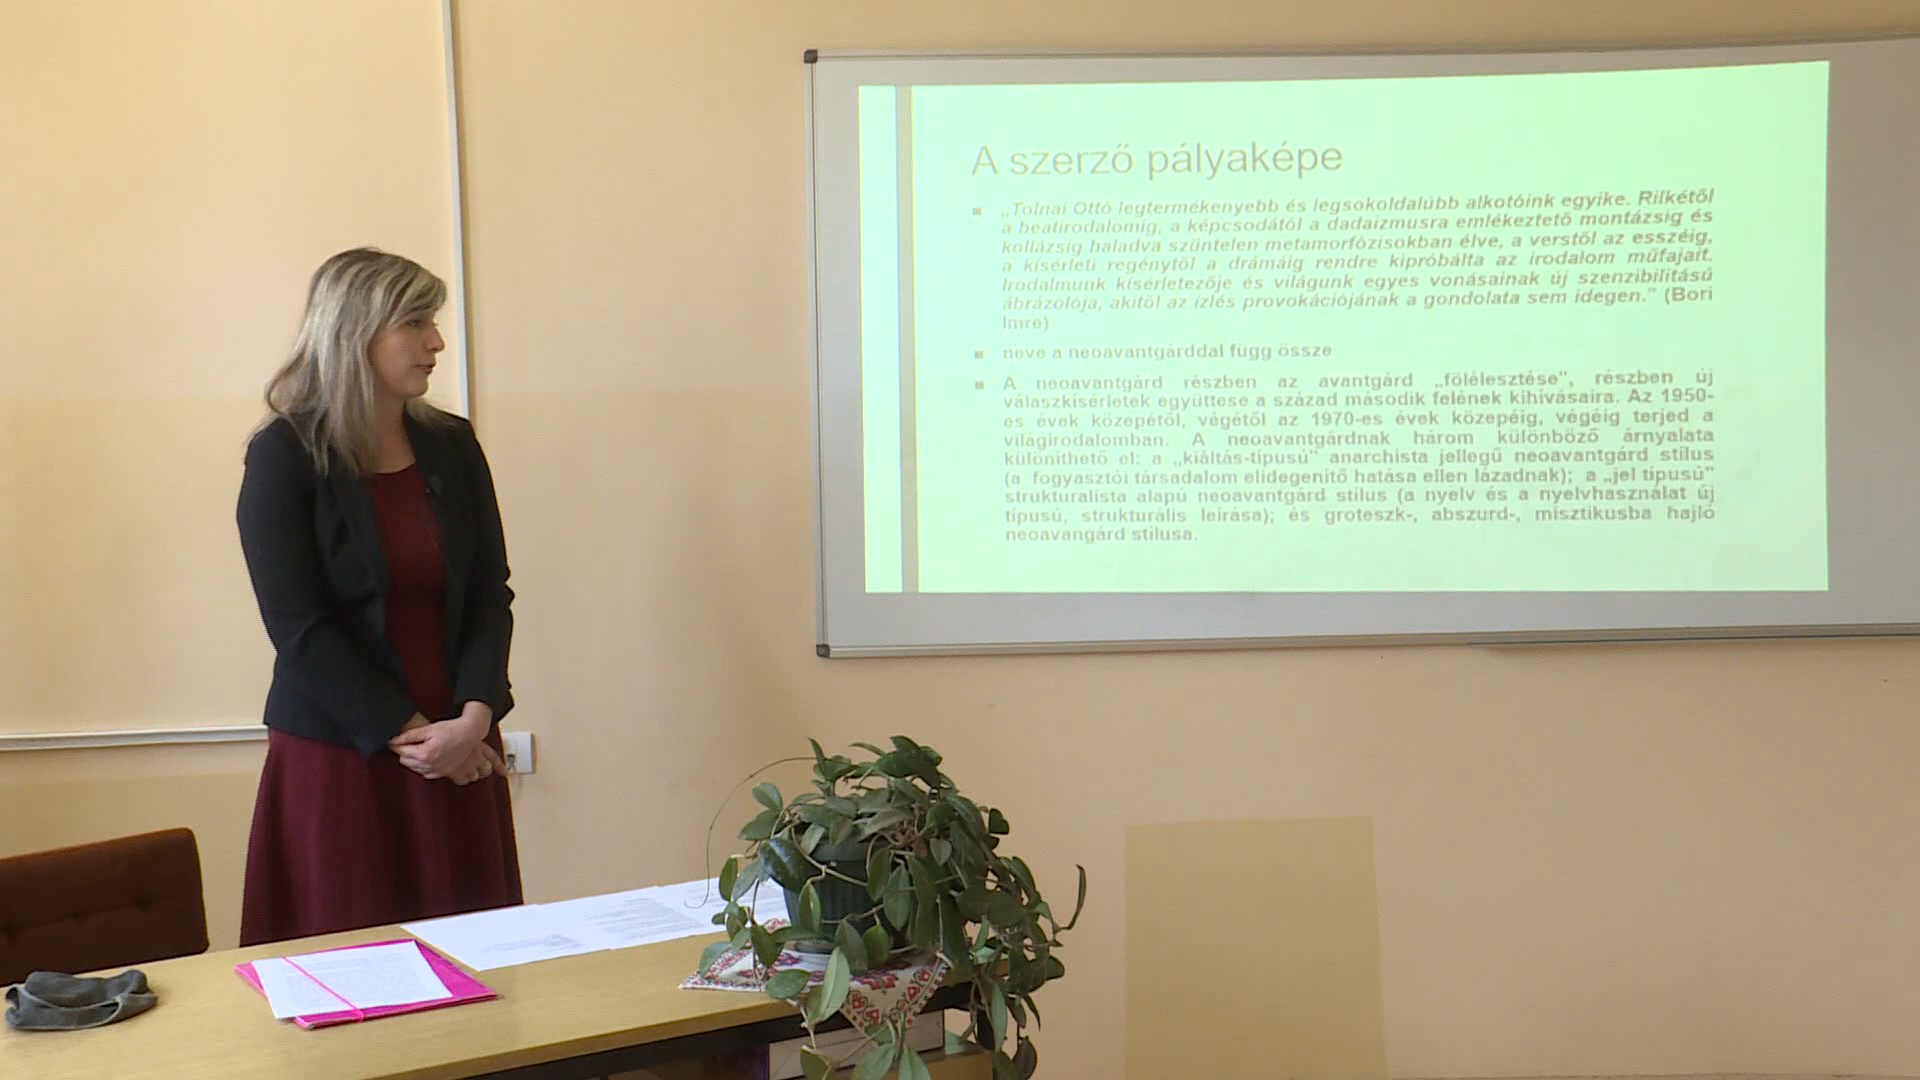 A szerző pályaképe
„Tolnai Ottó legtermékenyebb és legsokoldalúbb alkotóink egyike. Rilkétől
a beatirodalomig, a képcsodától a dadaizmusra emlékeztető montázsig és
kollázsig haladva szüntelen metamorfózisokban élve, a verstől az esszéig,
a kísérleti regénytől a drámáig rendre kipróbálta az irodalom műfajait.
Irodalmunk kísérletezője és világunk egyes vonásainak új szenzibilitású
ábrázolója, akitől az ízlés provokációjának a gondolata sem idegen." (Bori
Imre)
neve a neoavantgárddal függ össze
A neoavantgárd részben az avantgárd „fölélesztése", részben új
válaszkísérletek együttese a század második felének kihívásaira. Az 1950-
es évek közepétől, végétől az 1970-es évek közepéig, végéig terjed a
világirodalomban. A neoavantgárdnak három különböző árnyalata
különíthető el: a „kiáltás-típusú" anarchista jellegű neoavantgárd stílus
(a fogyasztói társadalom elidegenítő hatása ellen lázadnak); a „jel típusú"
strukturalista alapú neoavantgárd stílus (a nyelv és a nyelvhasználat új
típusú, strukturális leírása); és groteszk-, abszurd-, misztikusba hajló
neoavangárd stílusa.